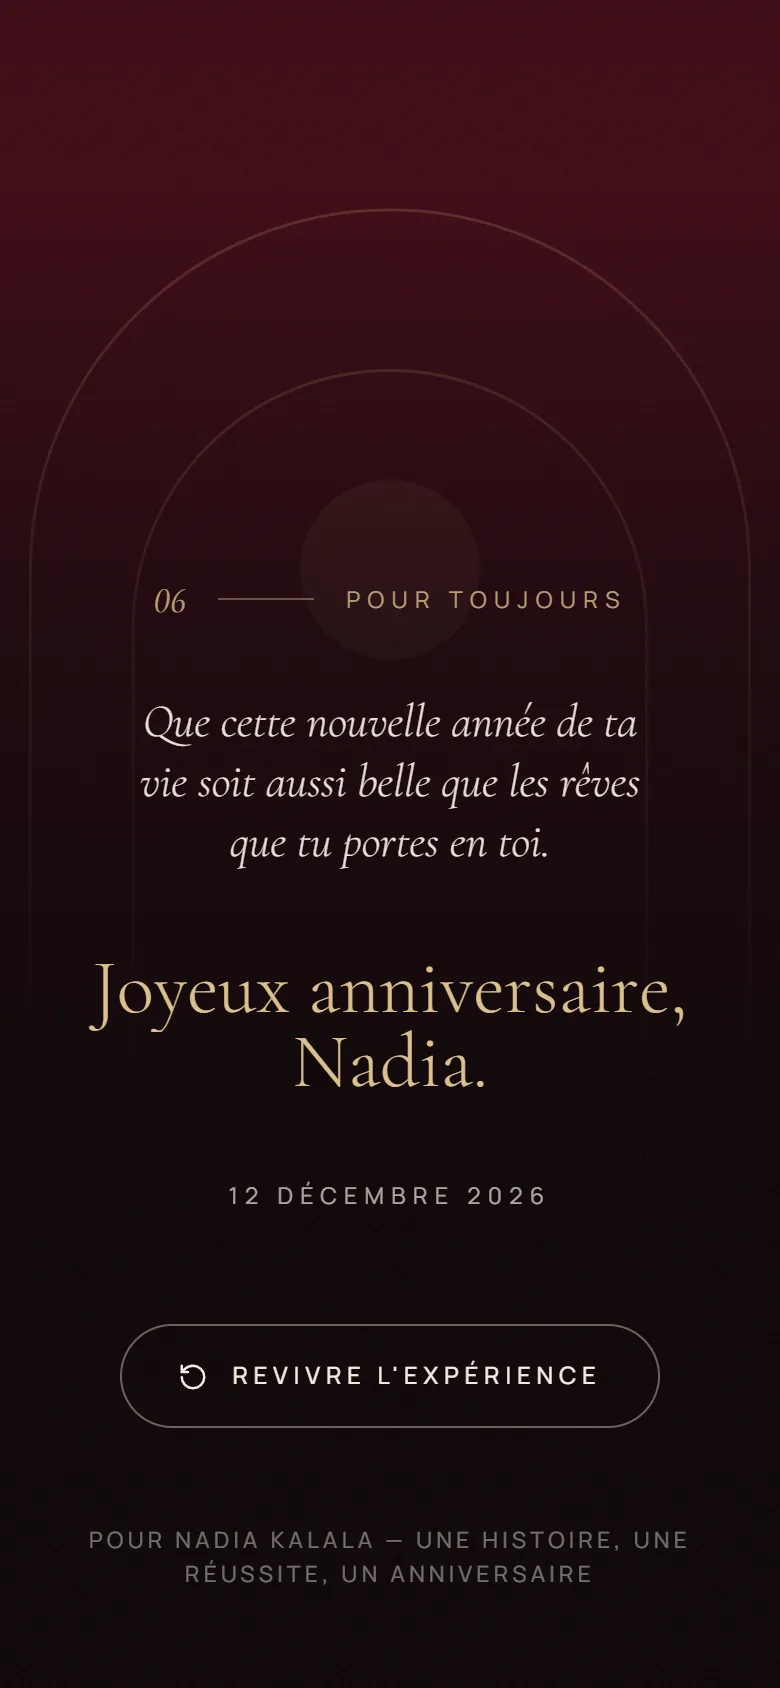 06 POUR TOUJOURS
Que cette nouvelle année de ta
vie soit aussi belle que les rêves
que tu portes en toi.
Joyeux anniversaire,
Nadia.
12 DÉCEMBRE 2026
REVIVRE L'EXPÉRIENCE
POUR NADIA KALALA — UNE HISTOIRE, UNE
RÉUSSITE, UN ANNIVERSAIRE